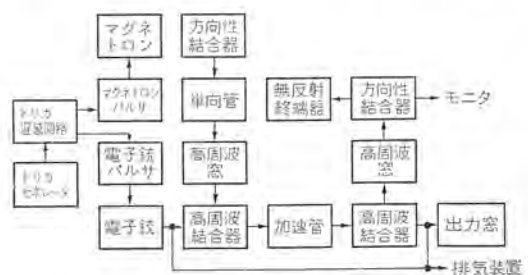 マグネ
トロン
方向性
結合器
マグネトロン
パルサ
単向管
無反射
終端器
方向性
結合器
モニタ
トリガ
遅延回路
電子銃
パルサ
高周波
窓
高周波
窓
トリガ
ゼネレータ
電子銃
高周波
結合器
加速管
高周波
結合器
出力窓
排気装置